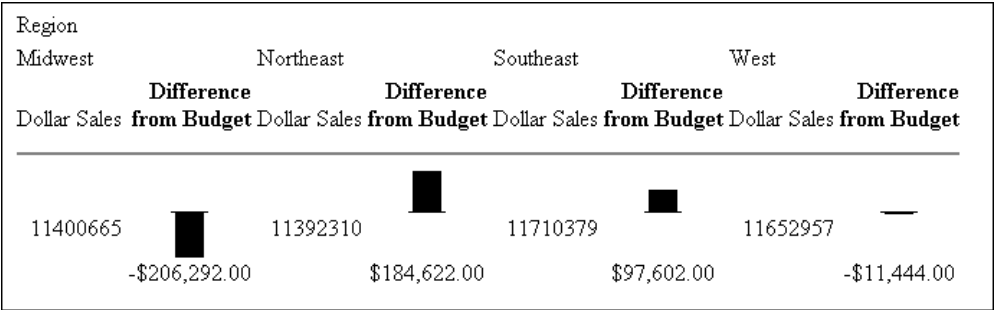 Region
Midwest Northeast Southeast West
Difference Difference Difference Difference
Dollar Sales from Budget Dollar Sales from Budget Dollar Sales from Budget Dollar Sales from Budget
11400665 11392310 11710379 11652957
-$206,292.00 $184,622.00 $97,602.00 -$11,444.00